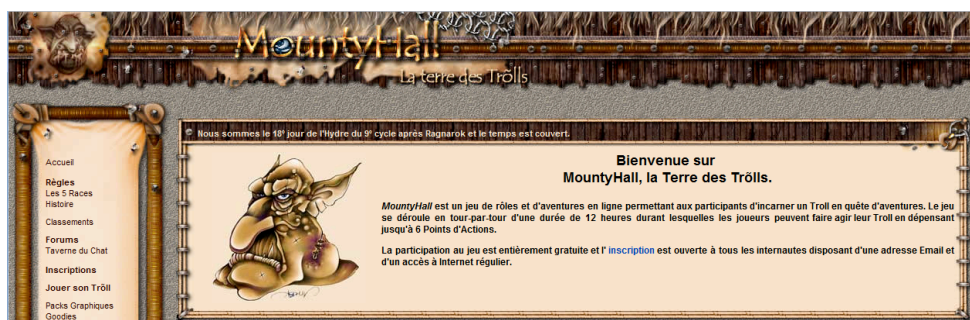 MountyHall
La terre des Trõlls
Nous sommes le 18° jour de l'Hydre du 9° cycle après Ragnarok et le temps est couvert.
Accueil
Règles
Les 5 Races
Histoire
Classements
Forums
Taverne du Chat
Inscriptions
Jouer son Trõll
Packs Graphiques
Goodies
Bienvenue sur
MountyHall, la Terre des Trõlls.
MountyHall est un jeu de rôles et d'aventures en ligne permettant aux participants d'incarner un Troll en quête d'aventures. Le jeu
se déroule en tour-par-tour d'une durée de 12 heures durant lesquelles les joueurs peuvent faire agir leur Troll en dépensant
jusqu'à 6 Points d'Actions.
La participation au jeu est entièrement gratuite et l' inscription est ouverte à tous les internautes disposant d'une adresse Email et
d'un accès à Internet régulier.